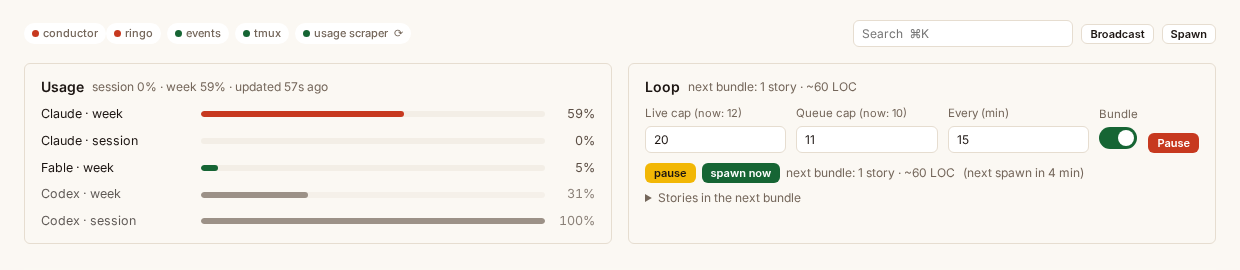 conductor ringo events tmux usage scraper ⟳ Search ⌘K Broadcast Spawn
Usage session 0% · week 59% · updated 57s ago
Claude · week 59%
Claude · session 0%
Fable · week 5%
Codex · week 31%
Codex · session 100%
Loop next bundle: 1 story · ~60 LOC
Live cap (now: 12) Queue cap (now: 10) Every (min) Bundle
20 11 15 Pause
pause spawn now next bundle: 1 story · ~60 LOC (next spawn in 4 min)
▶ Stories in the next bundle